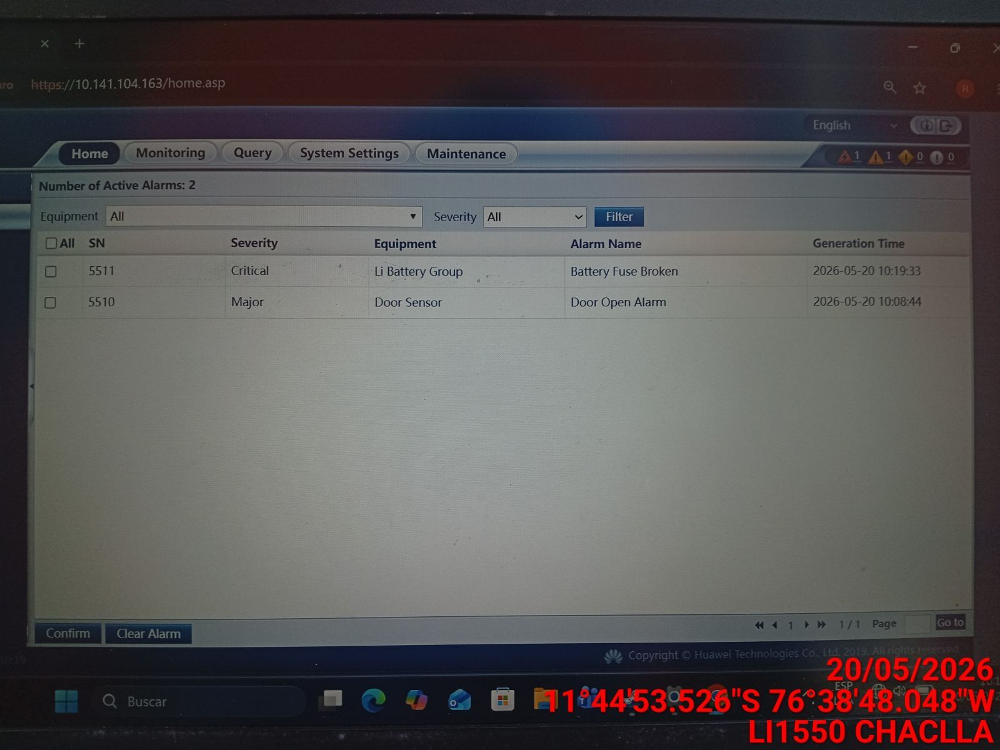 https://10.141.104.163/home.asp
R
English
Home Monitoring Query System Settings Maintenance
1 1 0 0
Number of Active Alarms: 2
Equipment All Severity All Filter
All SN Severity Equipment Alarm Name Generation Time
5511 Critical Li Battery Group Battery Fuse Broken 2026-05-20 10:19:33
5510 Major Door Sensor Door Open Alarm 2026-05-20 10:08:44
1 1 / 1 Page Go to
Confirm Clear Alarm
Copyright © Huawei Technologies Co., Ltd. 2019. All rights reserved.
20/05/2026
Buscar
ESP
11°44'53.526"S 76°38'48.048"W
LI1550 CHACLLA